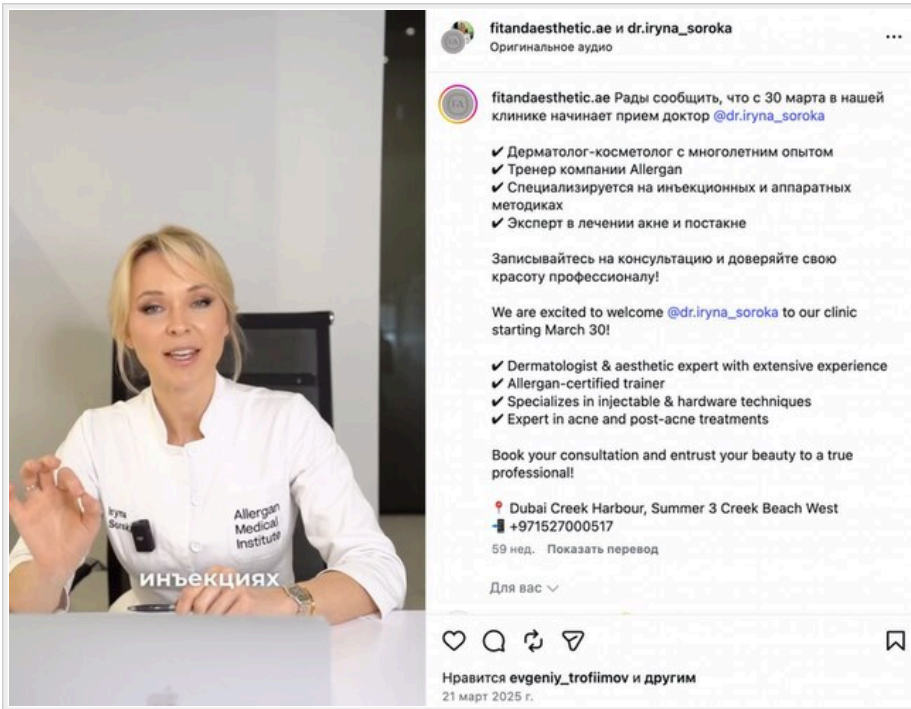 fitandaesthetic.ae и dr.iryna_soroka
Оригинальное аудио
fitandaesthetic.ae Рады сообщить, что с 30 марта в нашей
клинике начинает прием доктор @dr.iryna_soroka
✔ Дерматолог-косметолог с многолетним опытом
✔ Тренер компании Allergan
✔ Специализируется на инъекционных и аппаратных
методиках
✔ Эксперт в лечении акне и постакне
Записывайтесь на консультацию и доверяйте свою
красоту профессионалу!
We are excited to welcome @dr.iryna_soroka to our clinic
starting March 30!
✔ Dermatologist & aesthetic expert with extensive experience
✔ Allergan-certified trainer
✔ Specializes in injectable & hardware techniques
✔ Expert in acne and post-acne treatments
Book your consultation and entrust your beauty to a true
professional!
📍 Dubai Creek Harbour, Summer 3 Creek Beach West
📲 +971527000517
59 нед. Показать перевод
Для вас
Нравится evgeniy_trofiimov и другим
21 март 2025 г.
Iryna
Allergan
Medical
Institute
инъекциях